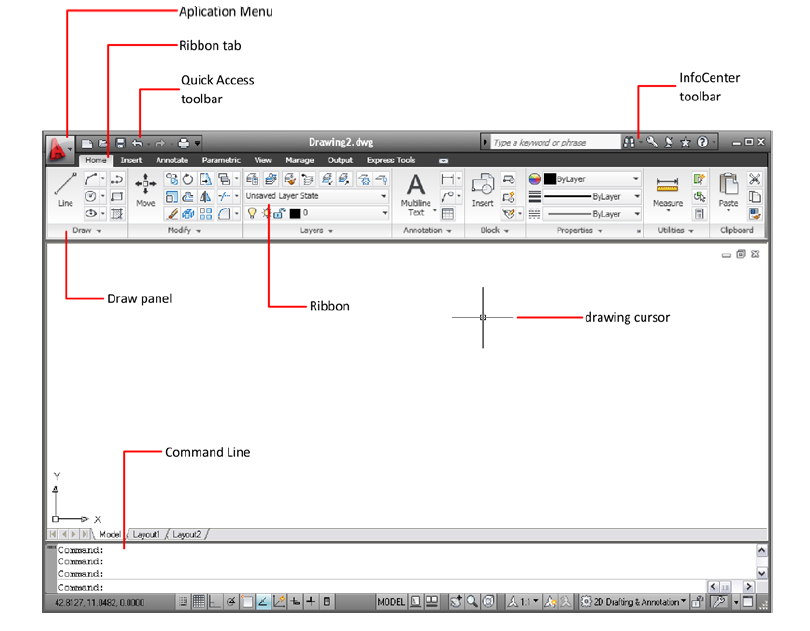 Aplication Menu
Ribbon tab
Quick Access
toolbar
InfoCenter
toolbar
Drawing2.dwg
Type a keyword or phrase
Home Insert Annotate Parametric View Manage Output Express Tools
Line
Move
Unsaved Layer State
0
A
Multiline
Text
Insert
ByLayer
ByLayer
ByLayer
Measure
Paste
Draw Modify Layers Annotation Block Properties Utilities Clipboard
Draw panel
Ribbon
drawing cursor
Command Line
Y
X
Model Layout1 Layout2
Command:
Command:
Command:
Command:
42.8127, 11.0482, 0.0000
MODEL
1:1
2D Drafting & Annotation